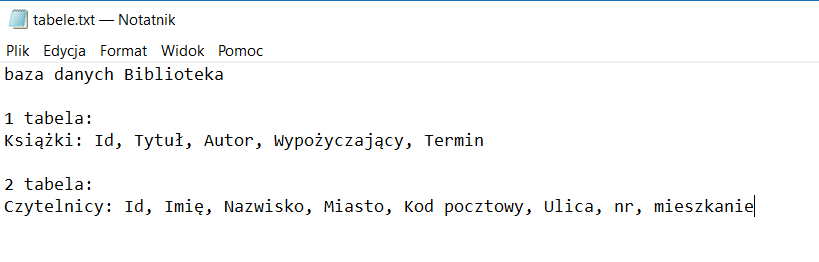 tabele.txt — Notatnik
Plik Edycja Format Widok Pomoc
baza danych Biblioteka
1 tabela:
Książki: Id, Tytuł, Autor, Wypożyczający, Termin
2 tabela:
Czytelnicy: Id, Imię, Nazwisko, Miasto, Kod pocztowy, Ulica, nr, mieszkanie